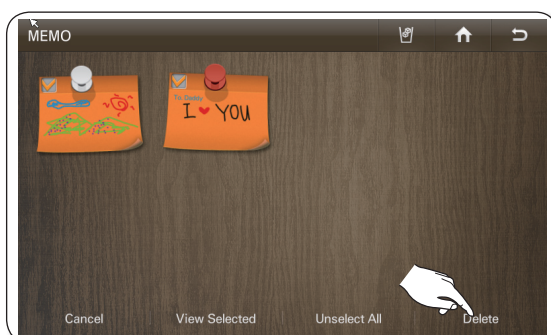 MEMO
To. Daddy
I ♥ YOU
Cancel View Selected Unselect All Delete